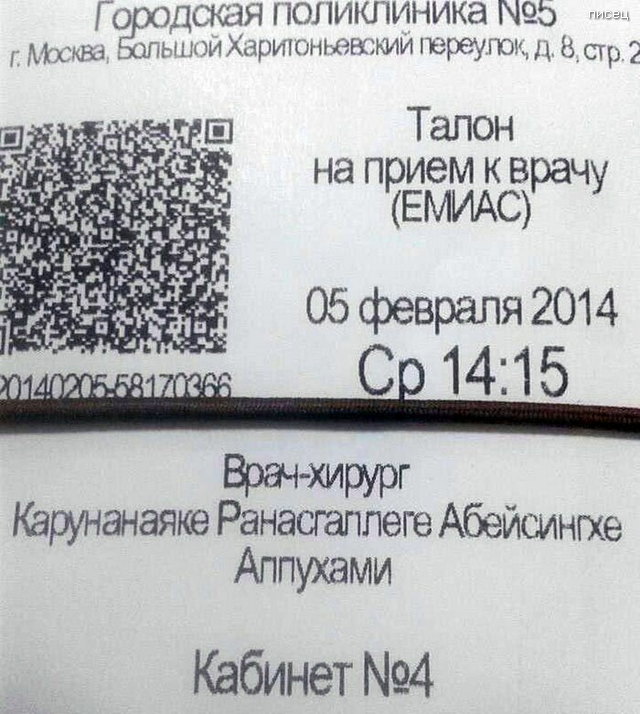 Городская поликлиника №5
писец
г. Москва, Большой Харитоньевский переулок, д. 8, стр. 2
Талон
на прием к врачу
(ЕМИАС)
05 февраля 2014
Ср 14:15
20140205-58170366
Врач-хирург
Карунанаяке Ранасгаллеге Абейсингхе
Аппухами
Кабинет №4